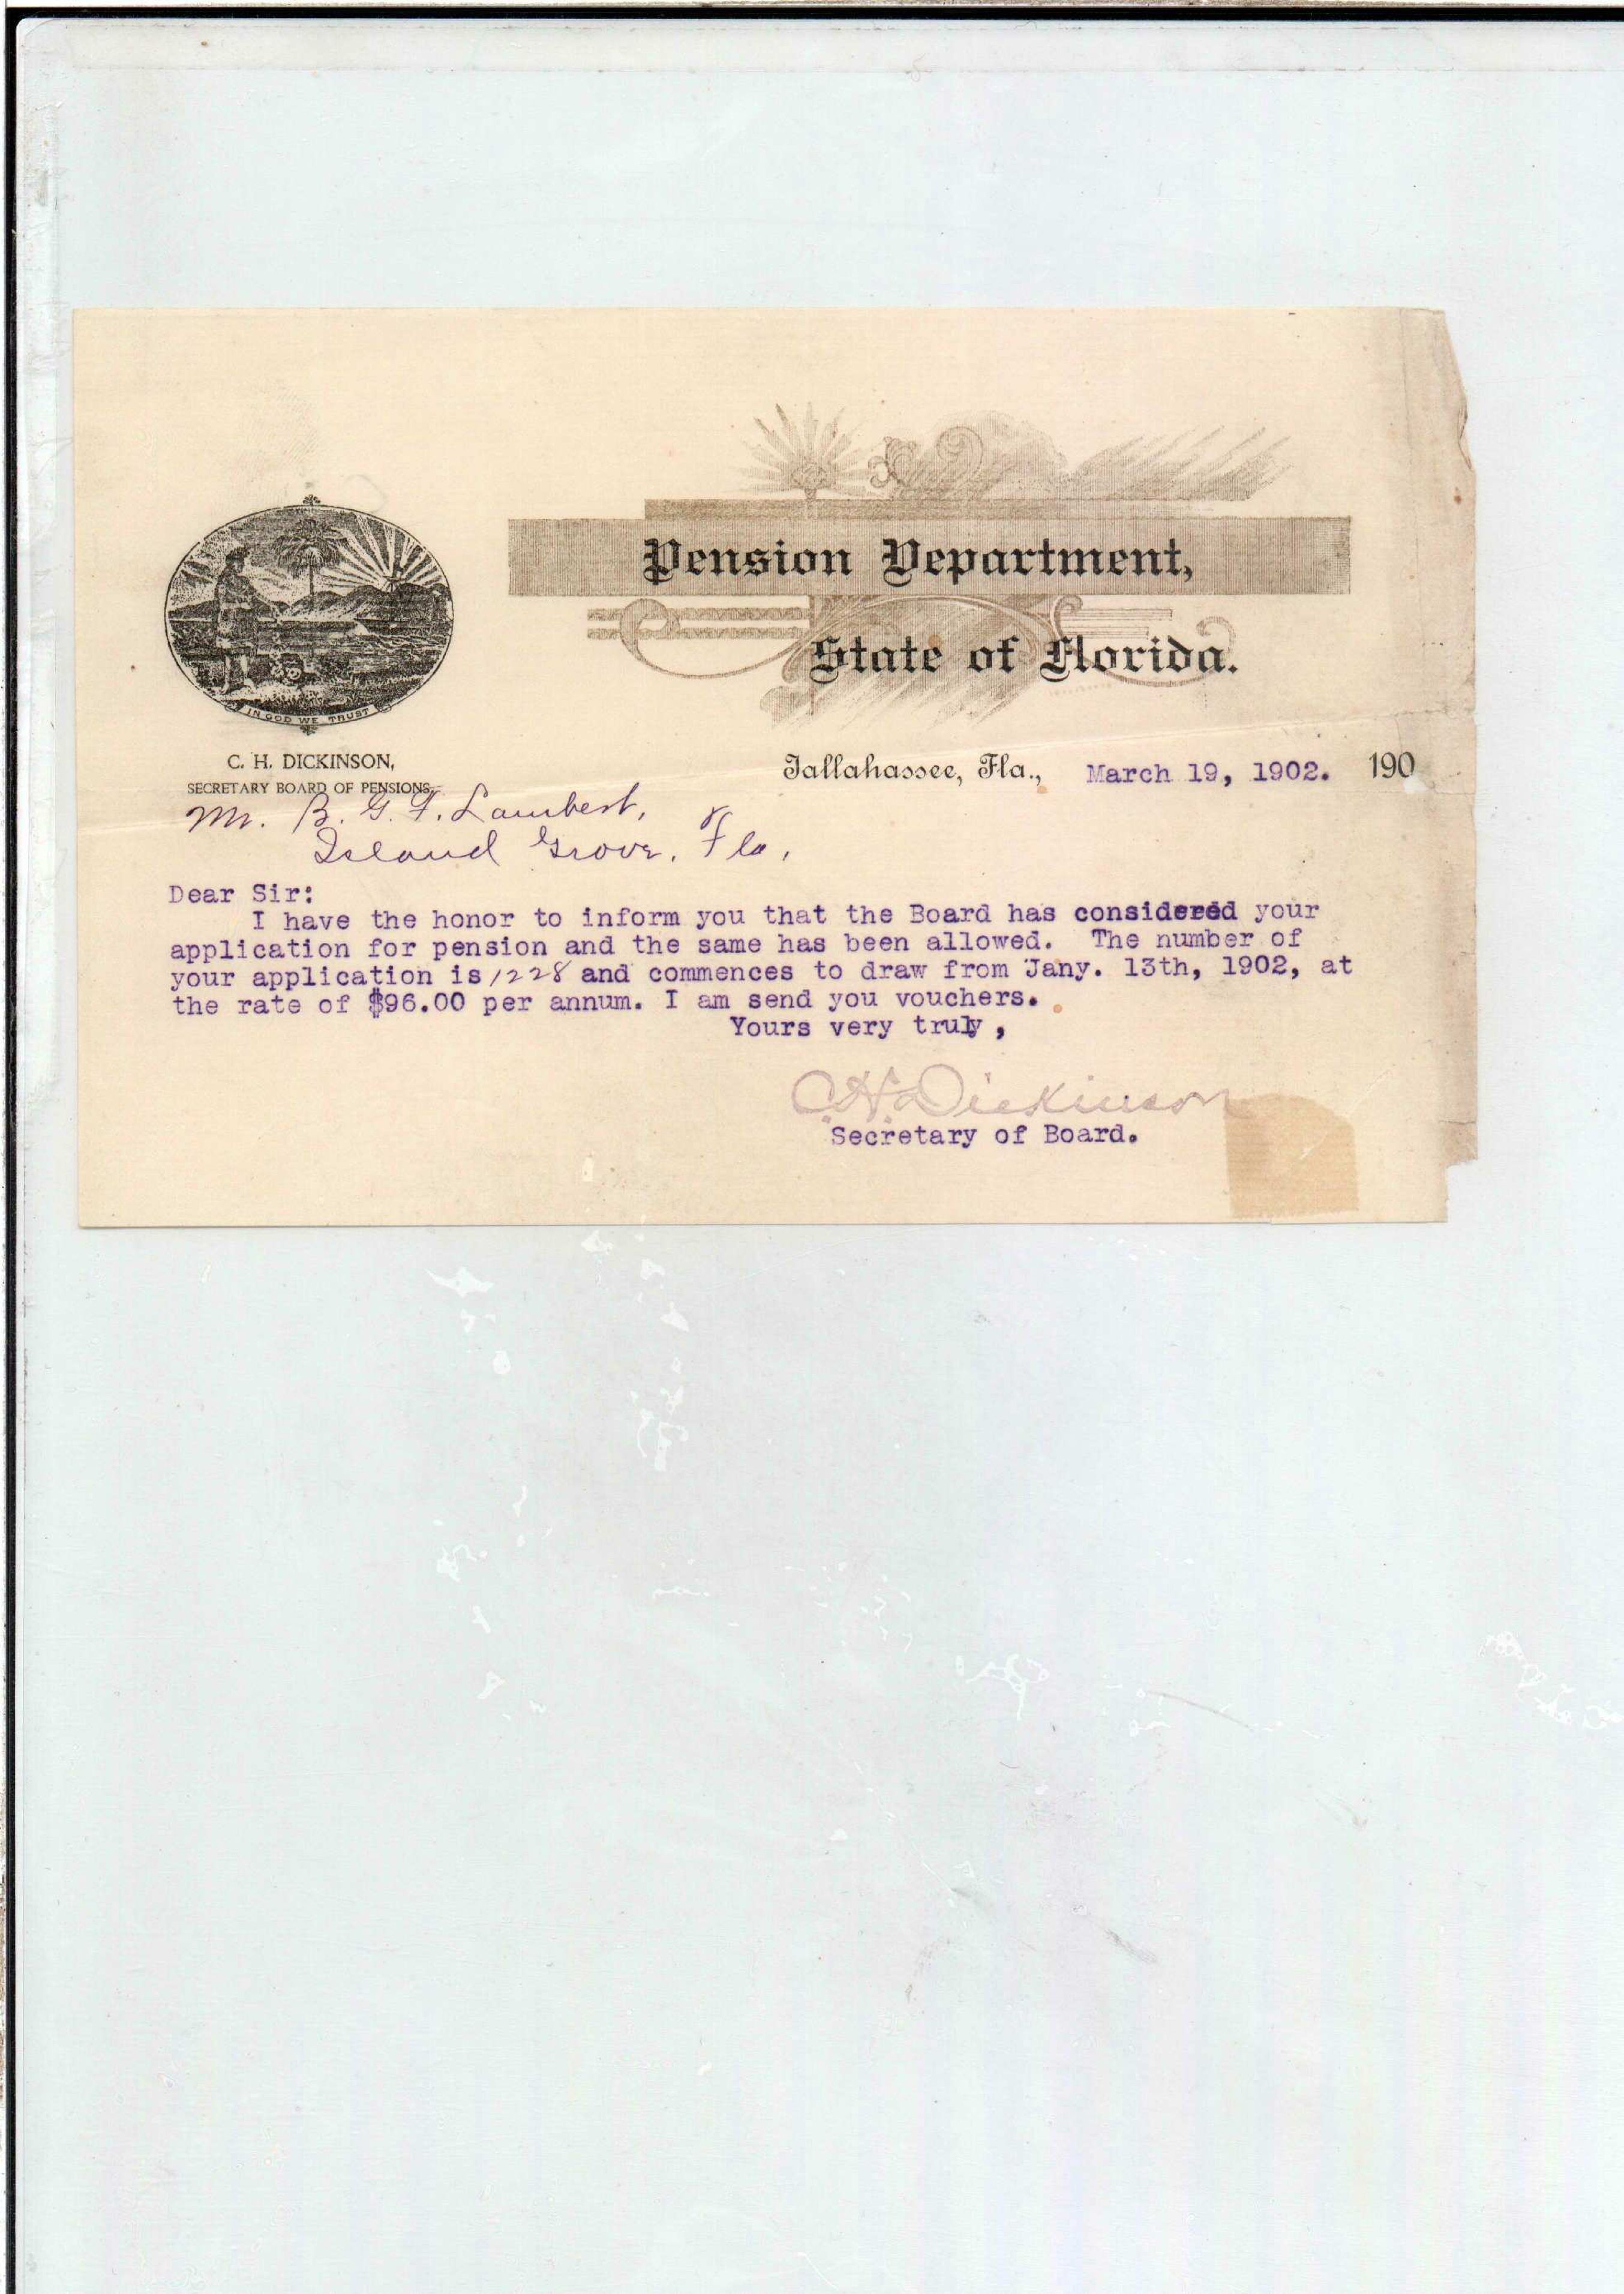 Pension Department,
State of Florida.
IN GOD WE TRUST
C. H. DICKINSON,
SECRETARY BOARD OF PENSIONS.
Tallahassee, Fla., March 19, 1902. 190
Mr. B. G. F. Lambert,
Island Grove, Fla,
Dear Sir:
I have the honor to inform you that the Board has considered your
application for pension and the same has been allowed. The number of
your application is 1228 and commences to draw from Jany. 13th, 1902, at
the rate of $96.00 per annum. I am send you vouchers.
Yours very truly,
C H Dickinson
Secretary of Board.